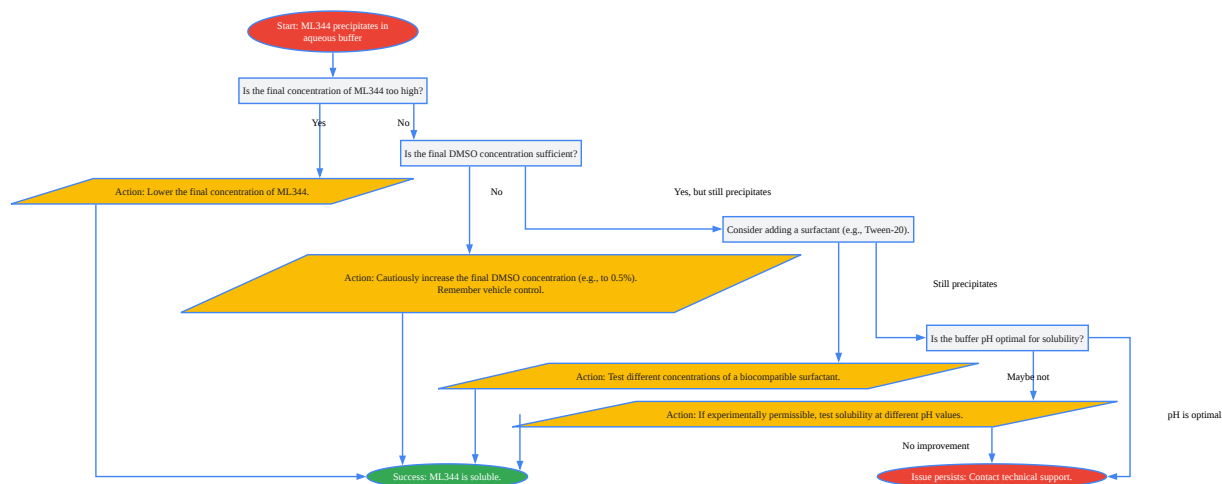 Start: ML344 precipitates in
aqueous buffer
Is the final concentration of ML344 too high?
Yes
No
Is the final DMSO concentration sufficient?
Action: Lower the final concentration of ML344.
No
Yes, but still precipitates
Consider adding a surfactant (e.g., Tween-20).
Action: Cautiously increase the final DMSO concentration (e.g., to 0.5%).
Remember vehicle control.
Still precipitates
Is the buffer pH optimal for solubility?
Action: Test different concentrations of a biocompatible surfactant.
Maybe not
Action: If experimentally permissible, test solubility at different pH values.
pH is optimal
No improvement
Success: ML344 is soluble.
Issue persists: Contact technical support.